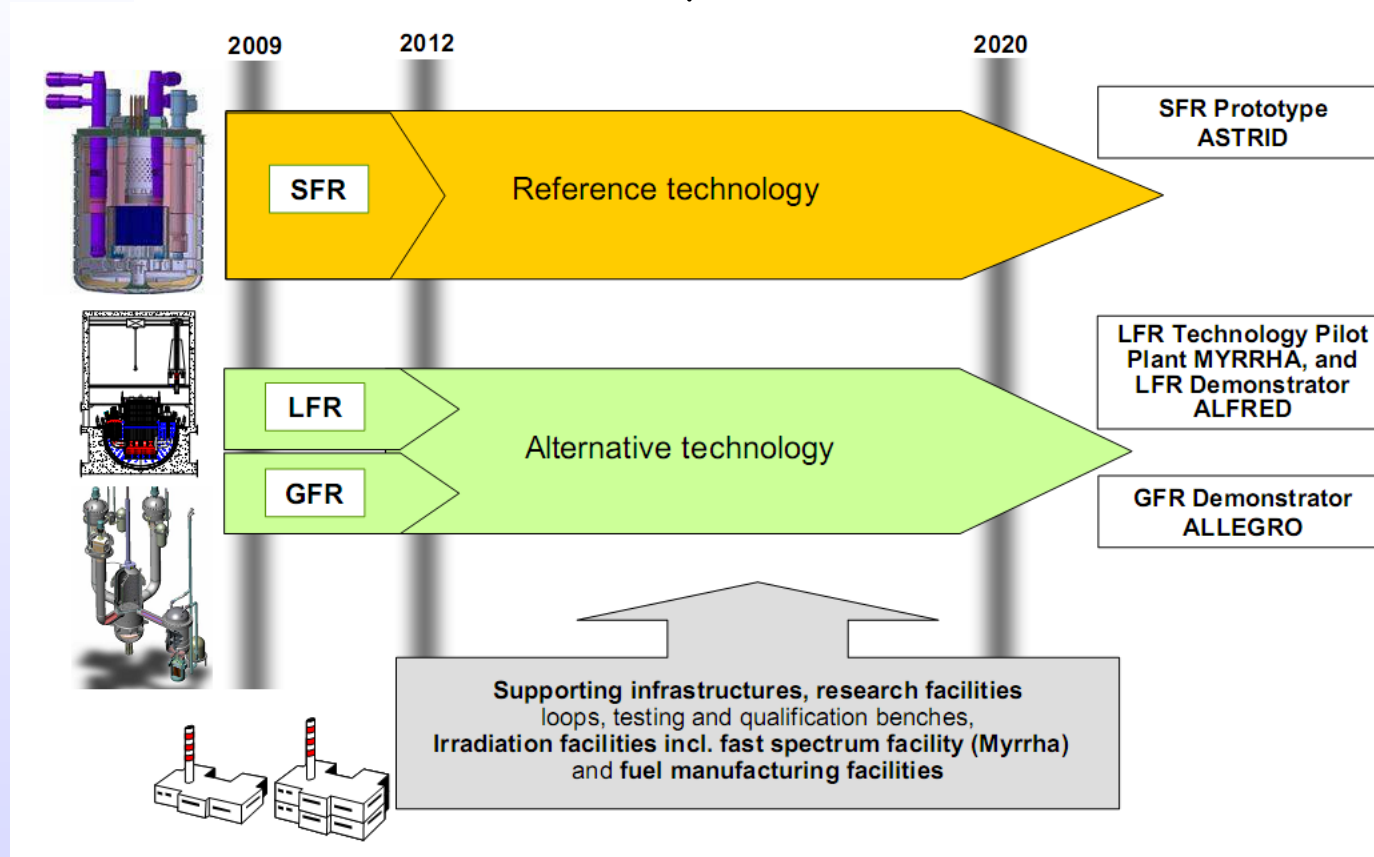 2009
2012
2020
SFR
Reference technology
SFR Prototype
ASTRID
LFR
GFR
Alternative technology
LFR Technology Pilot
Plant MYRRHA, and
LFR Demonstrator
ALFRED
GFR Demonstrator
ALLEGRO
Supporting infrastructures, research facilities
loops, testing and qualification benches,
Irradiation facilities incl. fast spectrum facility (Myrrha)
and fuel manufacturing facilities